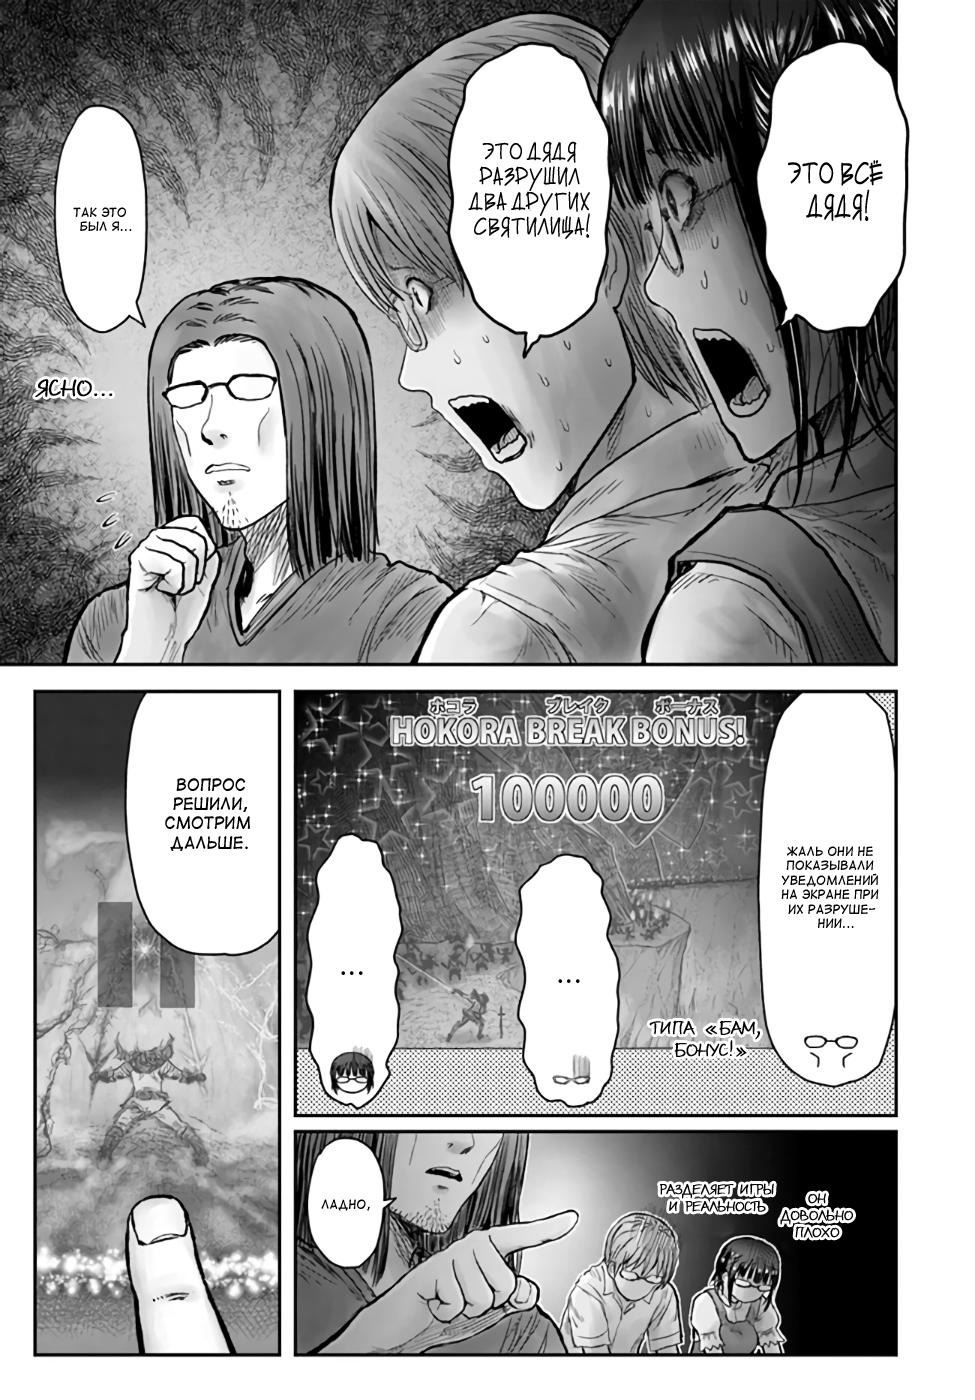 ЭТО ВСЁ
ДЯДЯ!
ЭТО ДЯДЯ
РАЗРУШИЛ
ДВА ДРУГИХ
СВЯТИЛИЩА!
ТАК ЭТО
БЫЛ Я...
ЯСНО...
ЖАЛЬ ОНИ НЕ
ПОКАЗЫВАЛИ
УВЕДОМЛЕНИЙ
НА ЭКРАНЕ ПРИ
ИХ РАЗРУШЕ-
НИИ...
ホコラ ブレイク ボーナス
HOKORA BREAK BONUS!
100000
ТИПА «БАМ,
БОНУС!»
...
...
ВОПРОС
РЕШИЛИ,
СМОТРИМ
ДАЛЬШЕ.
ОН
ДОВОЛЬНО
ПЛОХО
РАЗДЕЛЯЕТ ИГРЫ
И РЕАЛЬНОСТЬ
ЛАДНО,